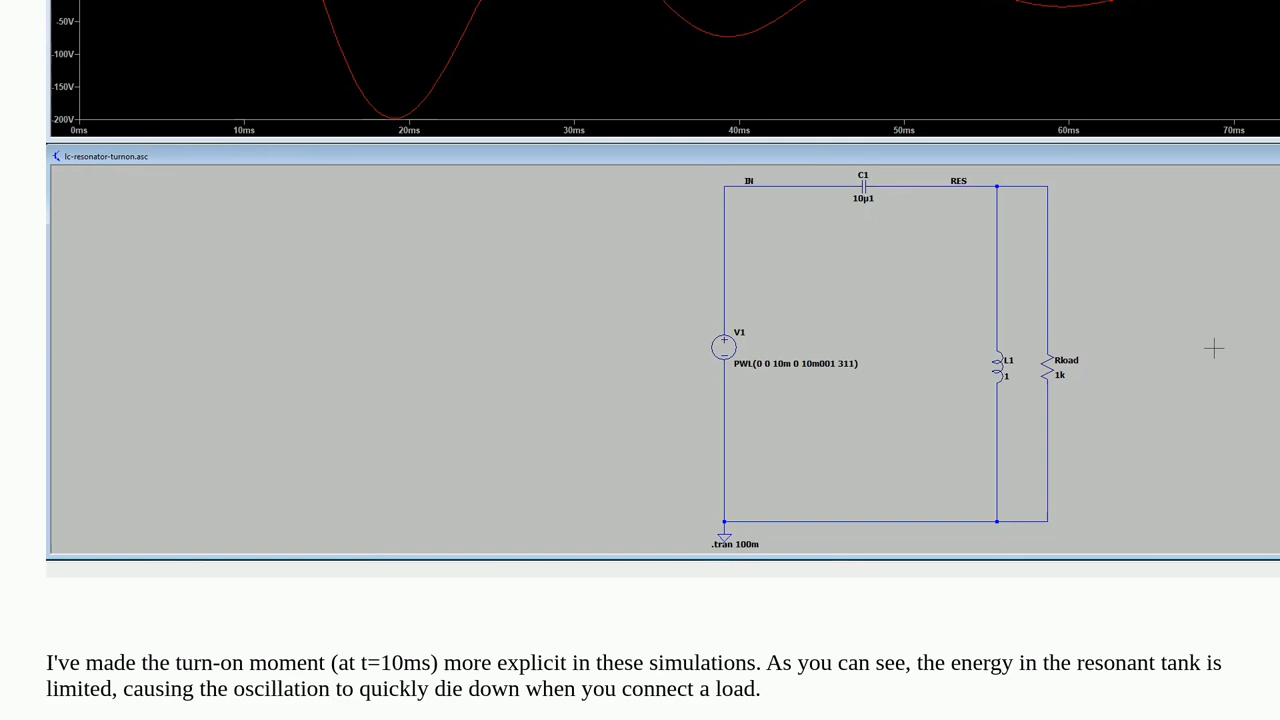 -50V
-100V
-150V
-200V
0ms 10ms 20ms 30ms 40ms 50ms 60ms 70ms
lc-resonator-turnon.asc
C1
IN RES
10µ1
V1
L1 Rload
PWL(0 0 10m 0 10m001 311)
1 1k
.tran 100m
I've made the turn-on moment (at t=10ms) more explicit in these simulations. As you can see, the energy in the resonant tank is
limited, causing the oscillation to quickly die down when you connect a load.